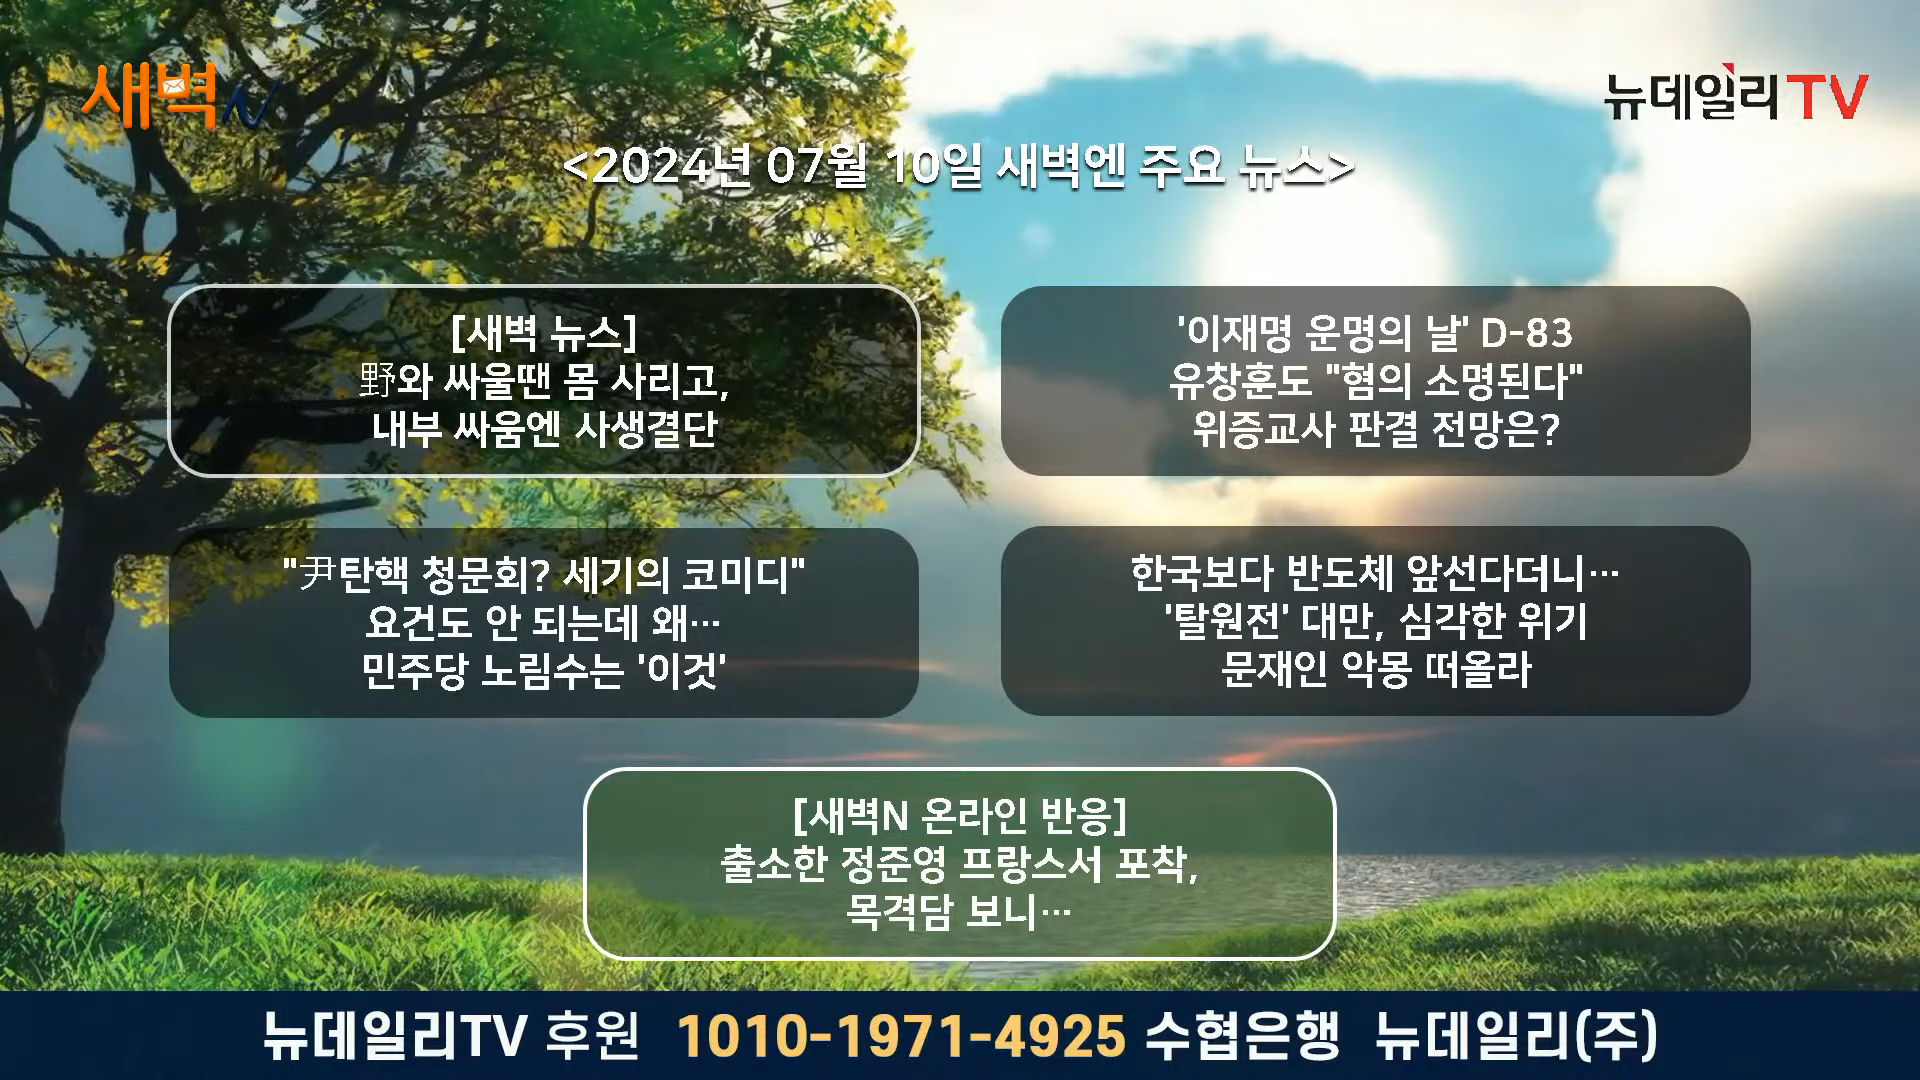 새벽N
뉴데일리TV
<2024년 07월 10일 새벽엔 주요 뉴스>
[새벽 뉴스]
野와 싸울땐 몸 사리고,
내부 싸움엔 사생결단
'이재명 운명의 날' D-83
유창훈도 "혐의 소명된다"
위증교사 판결 전망은?
"尹탄핵 청문회? 세기의 코미디"
요건도 안 되는데 왜…
민주당 노림수는 '이것'
한국보다 반도체 앞선다더니…
'탈원전' 대만, 심각한 위기
문재인 악몽 떠올라
[새벽N 온라인 반응]
출소한 정준영 프랑스서 포착,
목격담 보니…
뉴데일리TV 후원 1010-1971-4925 수협은행 뉴데일리(주)